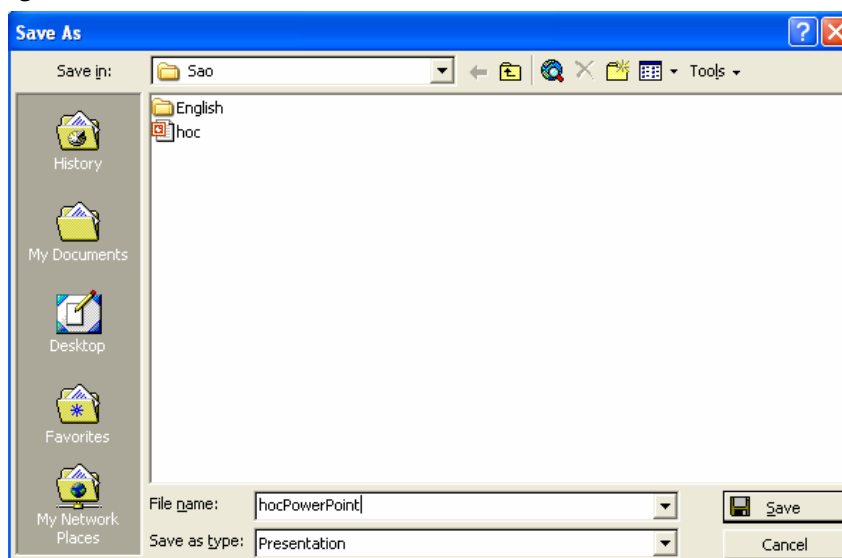 Save As
Save in: Sao Tools
English
hoc
History
My Documents
Desktop
Favorites
My Network
Places
File name: hocPowerPoint Save
Save as type: Presentation Cancel